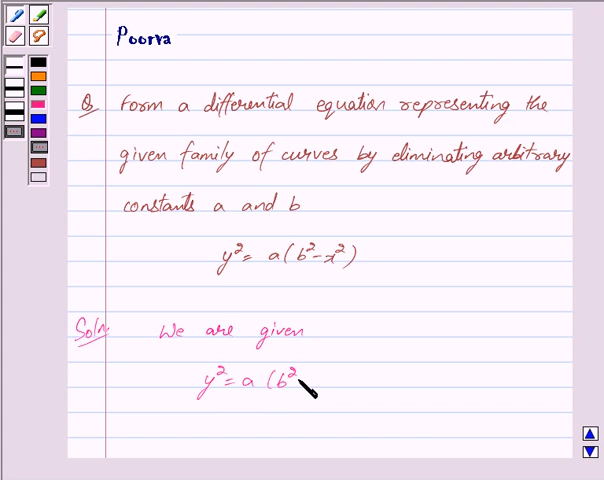 Poorva
Q Form a differential equation representing the
given family of curves by eliminating arbitrary
constants a and b
y² = a(b²-x²)
Soln. We are given
y² = a (b²